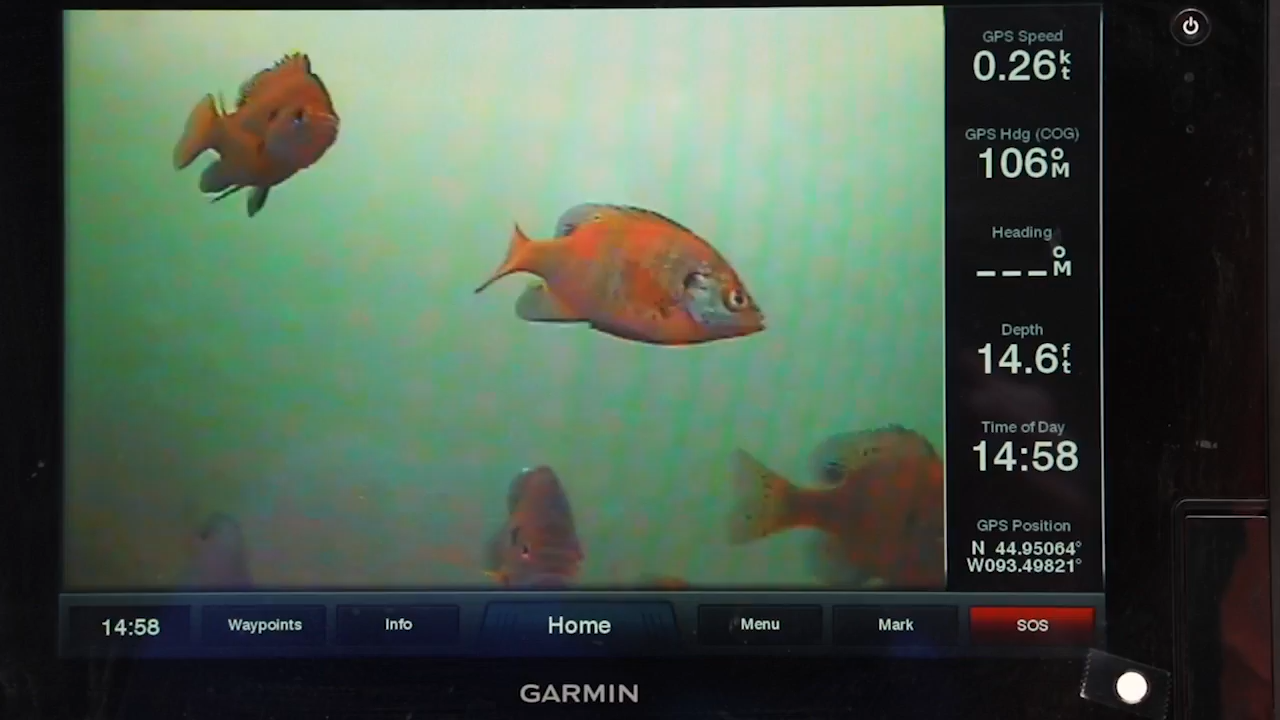 GPS Speed
0.26kt
GPS Hdg (COG)
106°M
Heading
---°M
Depth
14.6ft
Time of Day
14:58
GPS Position
N 44.95064°
W093.49821°
14:58 Waypoints Info Home Menu Mark SOS
GARMIN